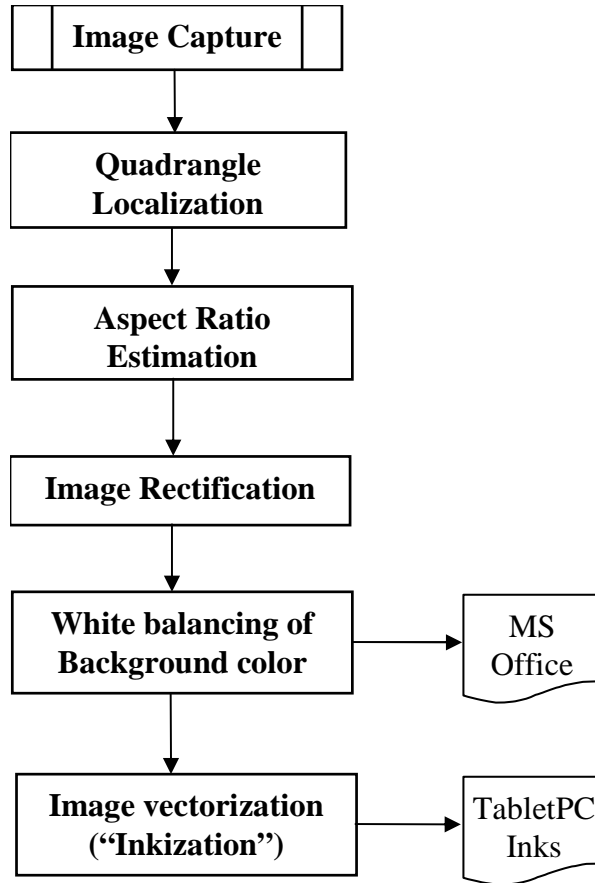 Image Capture
Quadrangle
Localization
Aspect Ratio
Estimation
Image Rectification
White balancing of
Background color
MS
Office
Image vectorization
(“Inkization”)
TabletPC
Inks